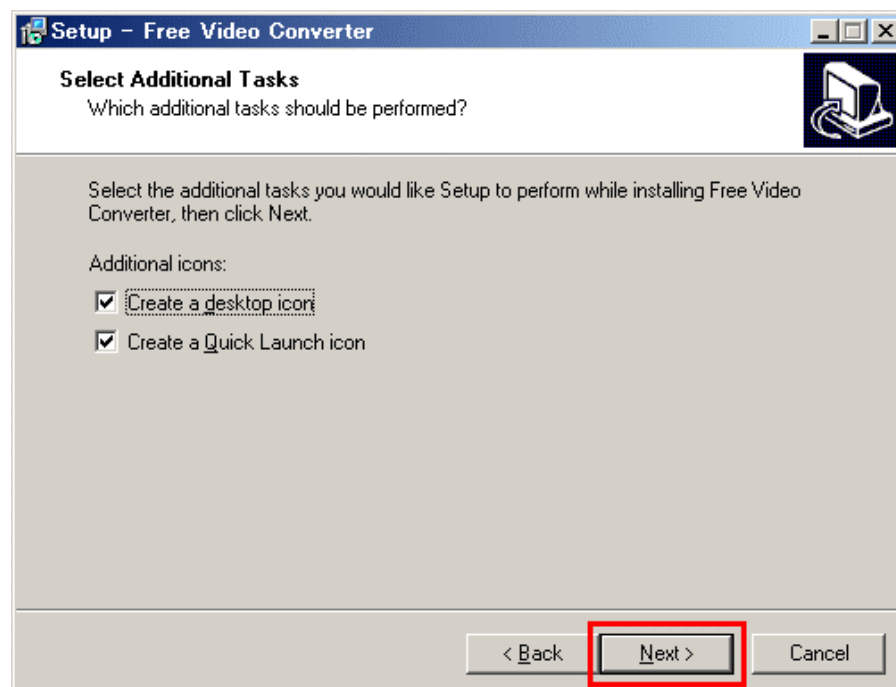 Setup - Free Video Converter
Select Additional Tasks
Which additional tasks should be performed?
Select the additional tasks you would like Setup to perform while installing Free Video
Converter, then click Next.
Additional icons:
Create a desktop icon
Create a Quick Launch icon
< Back
Next >
Cancel